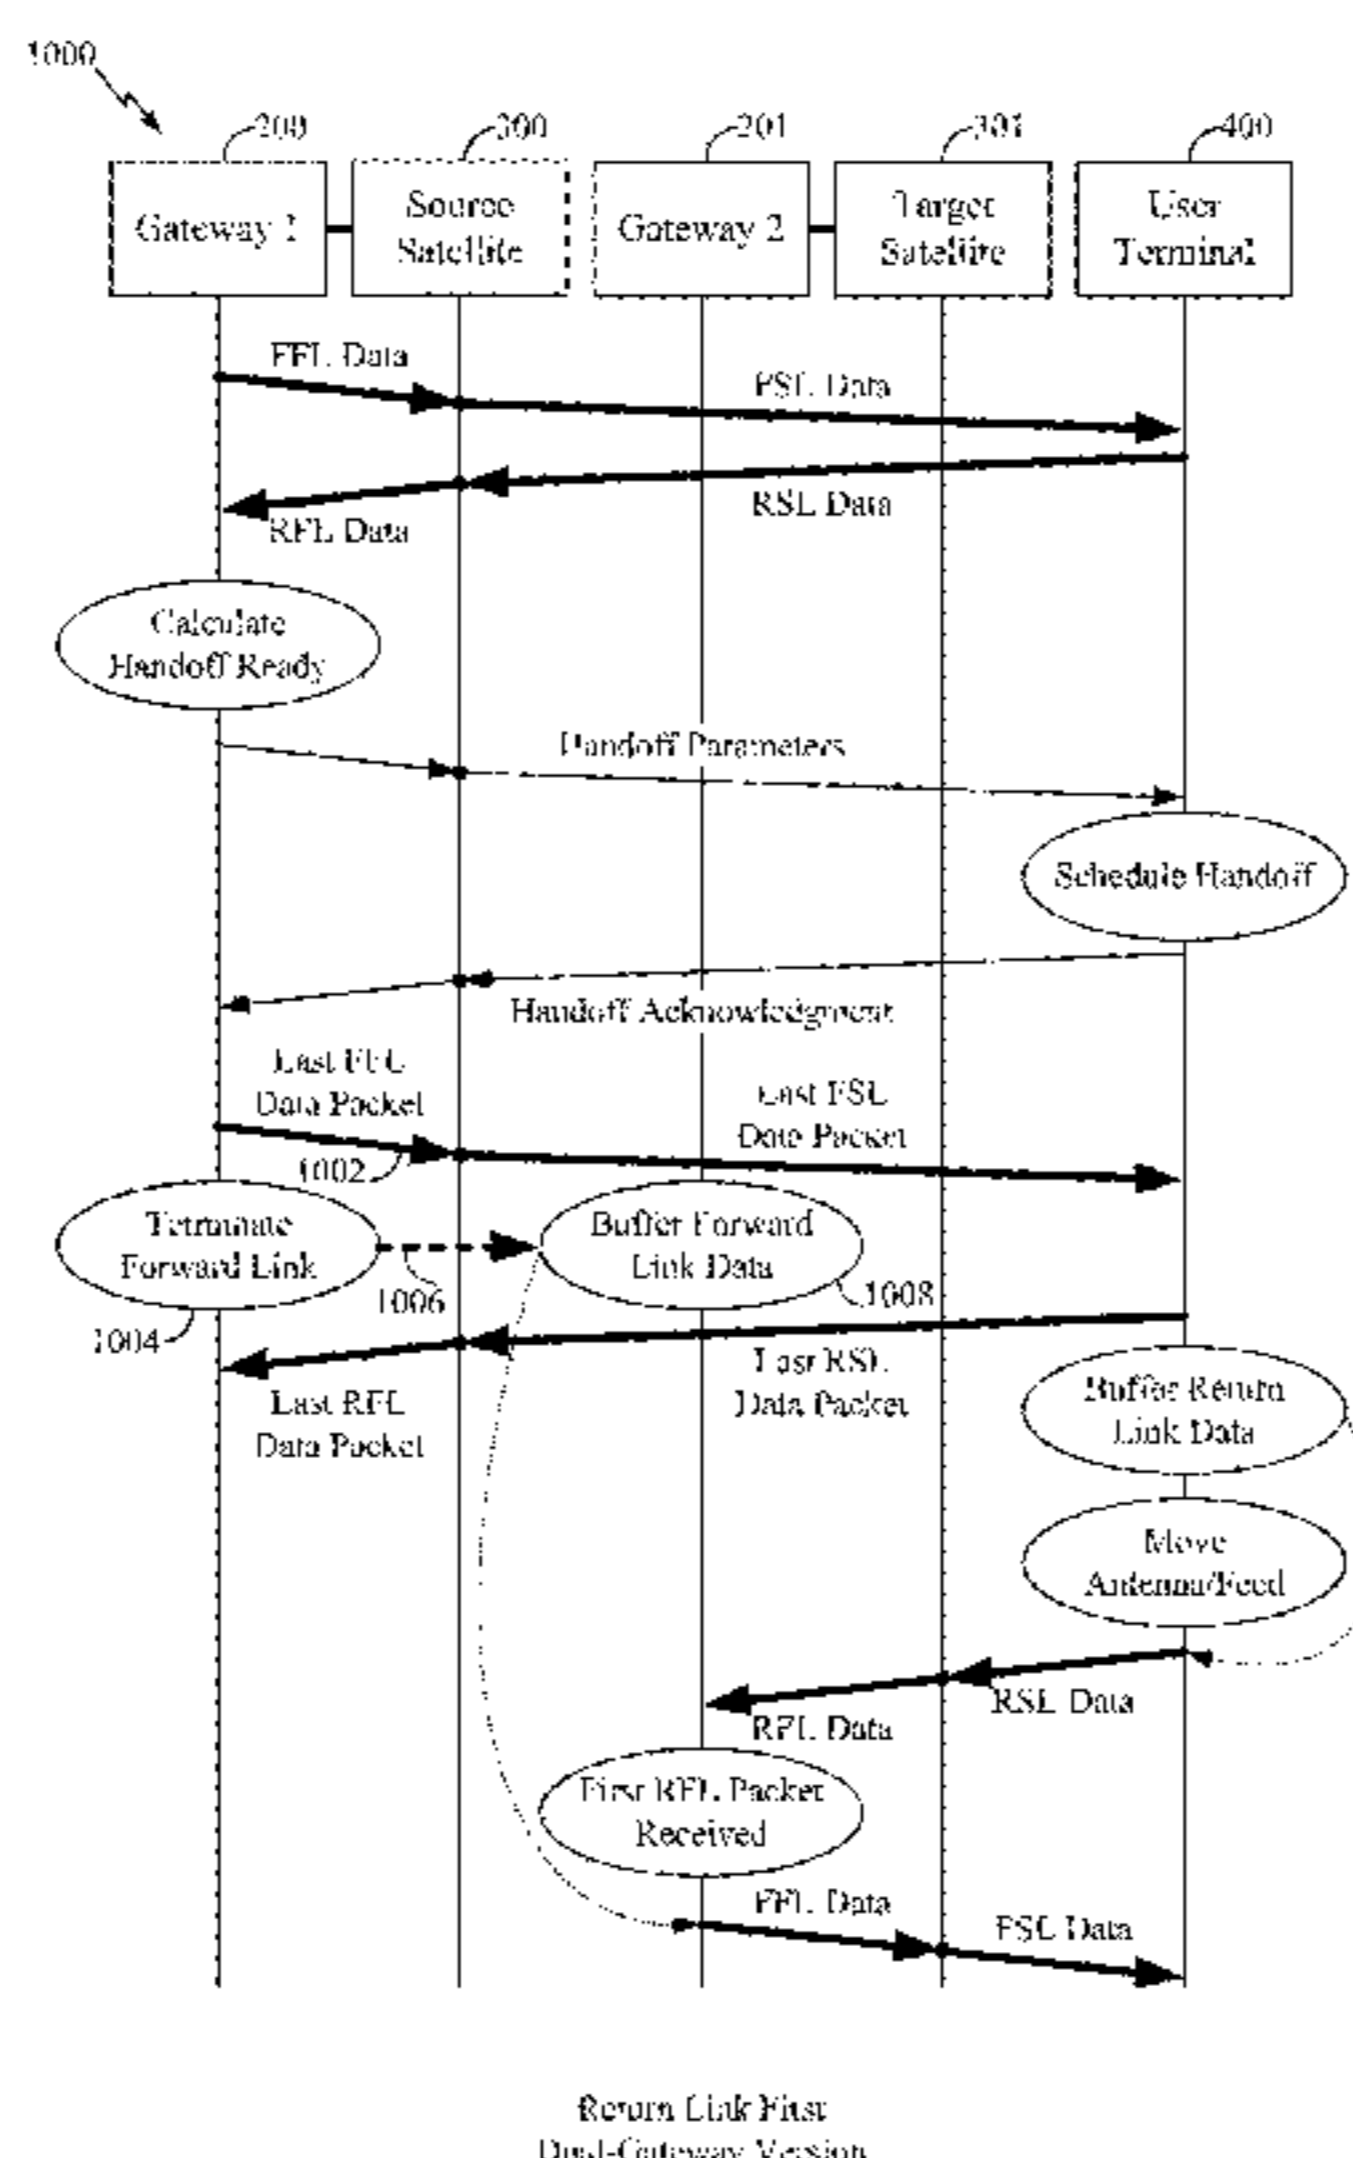 1000
200
300
201
301
400
Gateway 1
Source
Satellite
Gateway 2
Target
Satellite
User
Terminal
FFL Data
FSL Data
RSL Data
RFL Data
Calculate
Handoff Ready
Handoff Parameters
Schedule Handoff
Handoff Acknowledgment
Last FFL
Data Packet
Last FSL
Data Packet
1002
Terminate
Forward Link
Buffer Forward
Link Data
1006
1008
1004
Last RSL
Data Packet
Last RFL
Data Packet
Buffer Return
Link Data
Move
Antenna/Feed
RSL Data
RFL Data
First RFL Packet
Received
FFL Data
FSL Data
Return Link First
Dual-Gateway Version